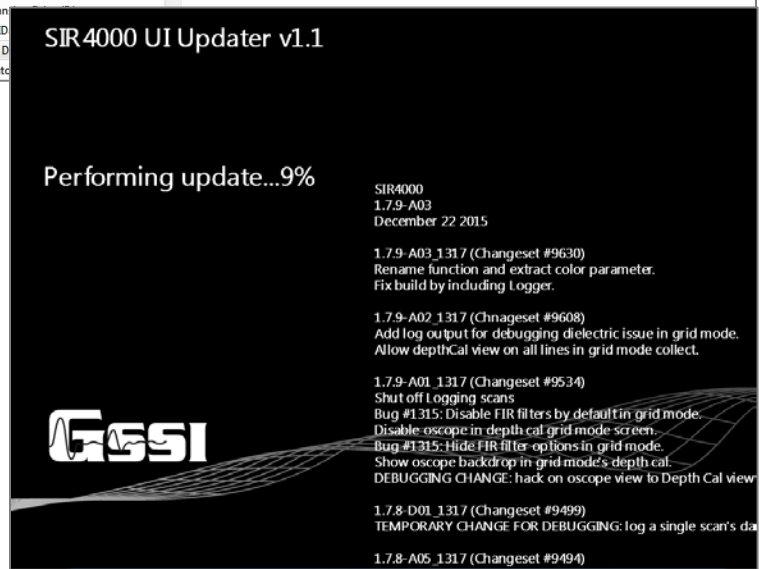 SIR4000 UI Updater v1.1
Performing update...9%
SIR4000
1.7.9-A03
December 22 2015
1.7.9-A03_1317 (Changeset #9630)
Rename function and extract color parameter.
Fix build by including Logger.
1.7.9-A02_1317 (Chnageset #9608)
Add log output for debugging dielectric issue in grid mode.
Allow depthCal view on all lines in grid mode collect.
1.7.9-A01_1317 (Changeset #9534)
Shut off Logging scans
Bug #1315: Disable FIR filters by default in grid mode.
Disable oscope in depth cal grid mode screen.
Bug #1315: Hide FIR filter options in grid mode.
Show oscope backdrop in grid mode's depth cal.
DEBUGGING CHANGE: hack on oscope view to Depth Cal view
1.7.8-D01_1317 (Changeset #9499)
TEMPORARY CHANGE FOR DEBUGGING: log a single scan's da
1.7.8-A05_1317 (Changeset #9494)
GSSI